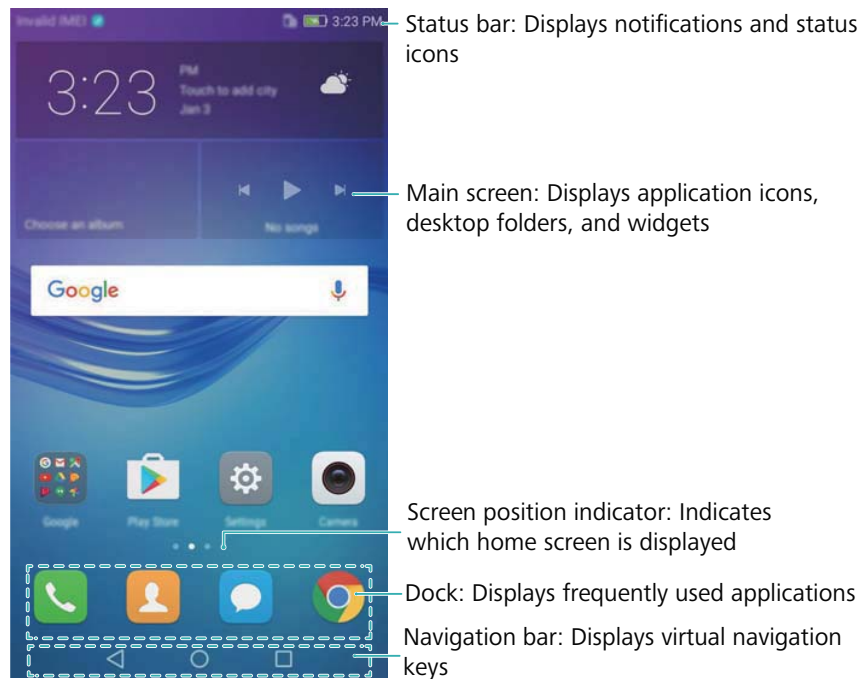 Invalid IMEI
3:23 PM
Status bar: Displays notifications and status
icons
3:23
PM
Touch to add city
Jan 3
Choose an album
No songs
Main screen: Displays application icons,
desktop folders, and widgets
Google
Google
Play Store
Settings
Camera
Screen position indicator: Indicates
which home screen is displayed
Dock: Displays frequently used applications
Navigation bar: Displays virtual navigation
keys